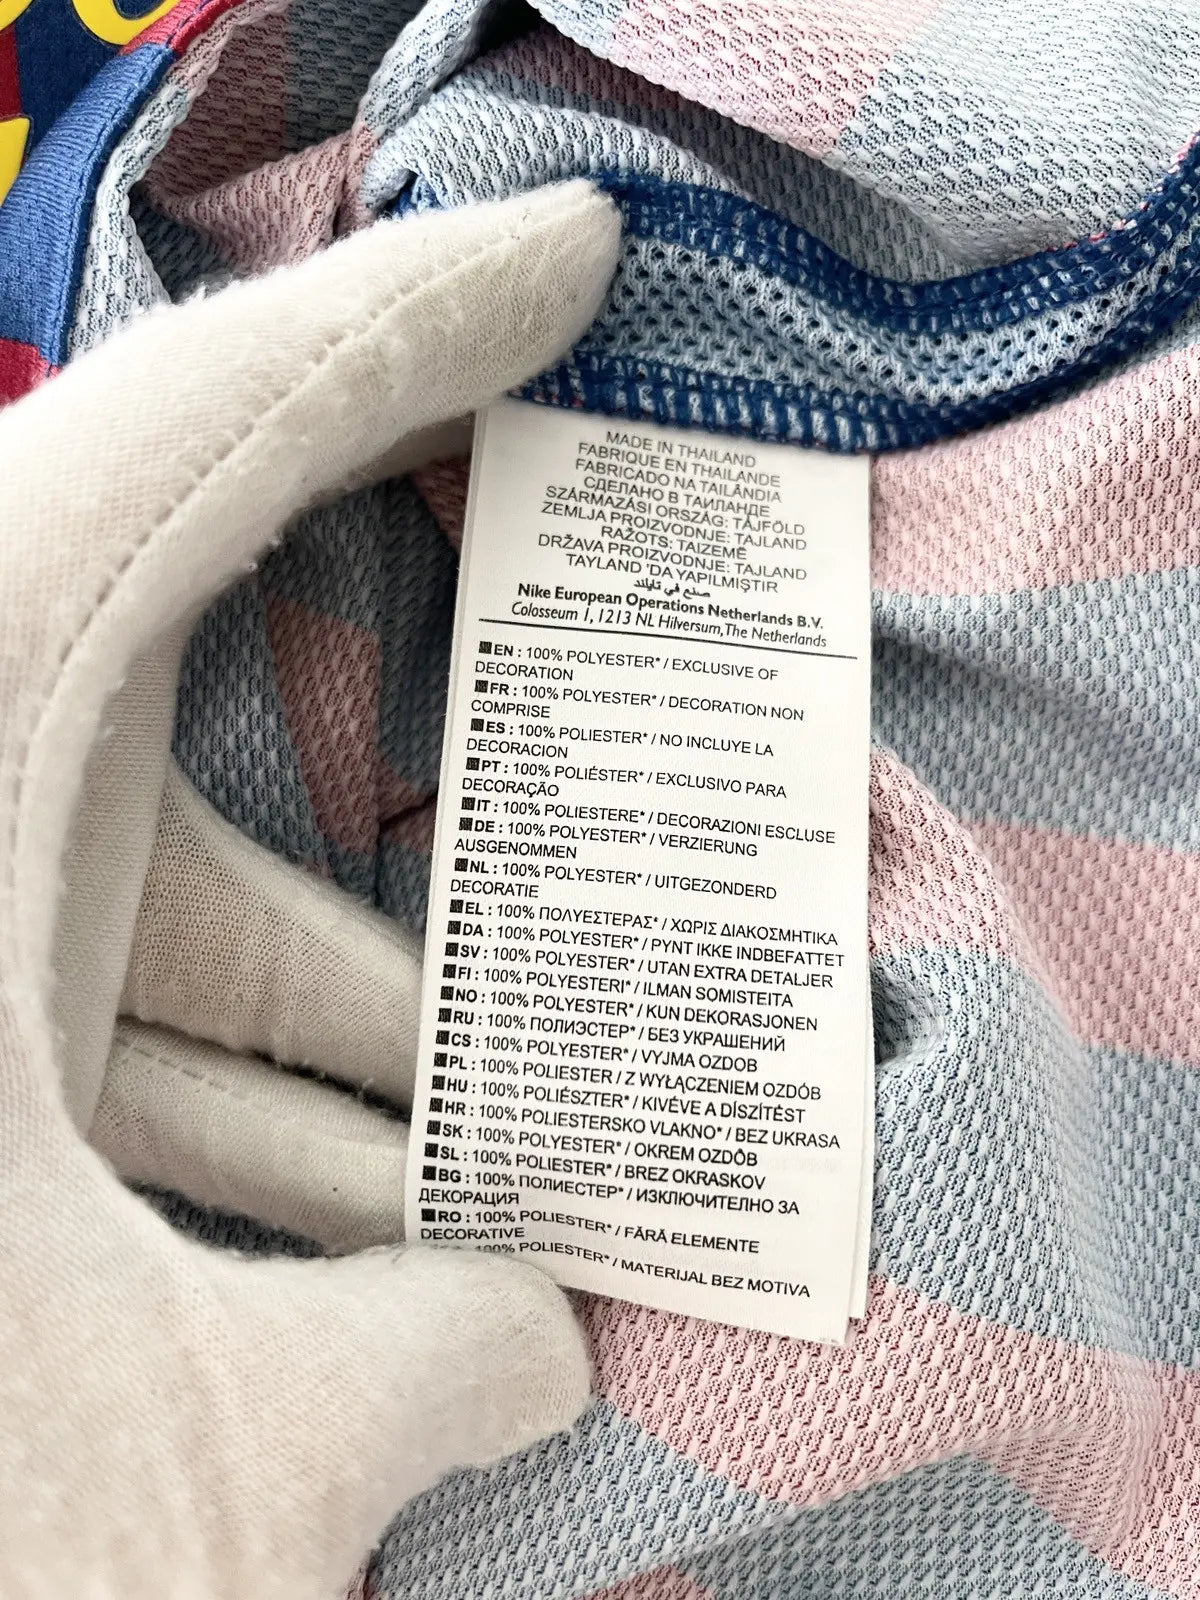 MADE IN THAILAND
FABRIQUE EN THAILANDE
FABRICADO NA TAILÂNDIA
СДЕЛАНО В ТАИЛАНДЕ
SZÁRMAZÁSI ORSZÁG: TÁJFÖLD
ZEMLJA PROIZVODNJE: TAJLAND
RAŽOTS: TAIZEMĒ
DRŽAVA PROIZVODNJE: TAJLAND
TAYLAND 'DA YAPILMIŞTIR
صنع في تايلند
Nike European Operations Netherlands B.V.
Colosseum 1, 1213 NL Hilversum, The Netherlands
EN : 100% POLYESTER* / EXCLUSIVE OF
DECORATION
FR : 100% POLYESTER* / DECORATION NON
COMPRISE
ES : 100% POLIESTER* / NO INCLUYE LA
DECORACION
PT : 100% POLIÉSTER* / EXCLUSIVO PARA
DECORAÇÃO
IT : 100% POLIESTERE* / DECORAZIONI ESCLUSE
DE : 100% POLYESTER* / VERZIERUNG
AUSGENOMMEN
NL : 100% POLYESTER* / UITGEZONDERD
DECORATIE
EL : 100% ΠΟΛΥΕΣΤΕΡΑΣ* / ΧΩΡΙΣ ΔΙΑΚΟΣΜΗΤΙΚΑ
DA : 100% POLYESTER* / PYNT IKKE INDBEFATTET
SV : 100% POLYESTER* / UTAN EXTRA DETALJER
FI : 100% POLYESTERI* / ILMAN SOMISTEITA
NO : 100% POLYESTER* / KUN DEKORASJONEN
RU : 100% ПОЛИЭСТЕР* / БЕЗ УКРАШЕНИЙ
CS : 100% POLYESTER* / VYJMA OZDOB
PL : 100% POLIESTER / Z WYŁĄCZENIEM OZDÓB
HU : 100% POLIÉSZTER* / KIVÉVE A DÍSZÍTÉST
HR : 100% POLIESTERSKO VLAKNO* / BEZ UKRASA
SK : 100% POLYESTER* / OKREM OZDÔB
SL : 100% POLIESTER* / BREZ OKRASKOV
BG : 100% ПОЛИЕСТЕР* / ИЗКЛЮЧИТЕЛНО ЗА
ДЕКОРАЦИЯ
RO : 100% POLIESTER* / FĂRĂ ELEMENTE
DECORATIVE
100% POLIESTER* / MATERIJAL BEZ MOTIVA